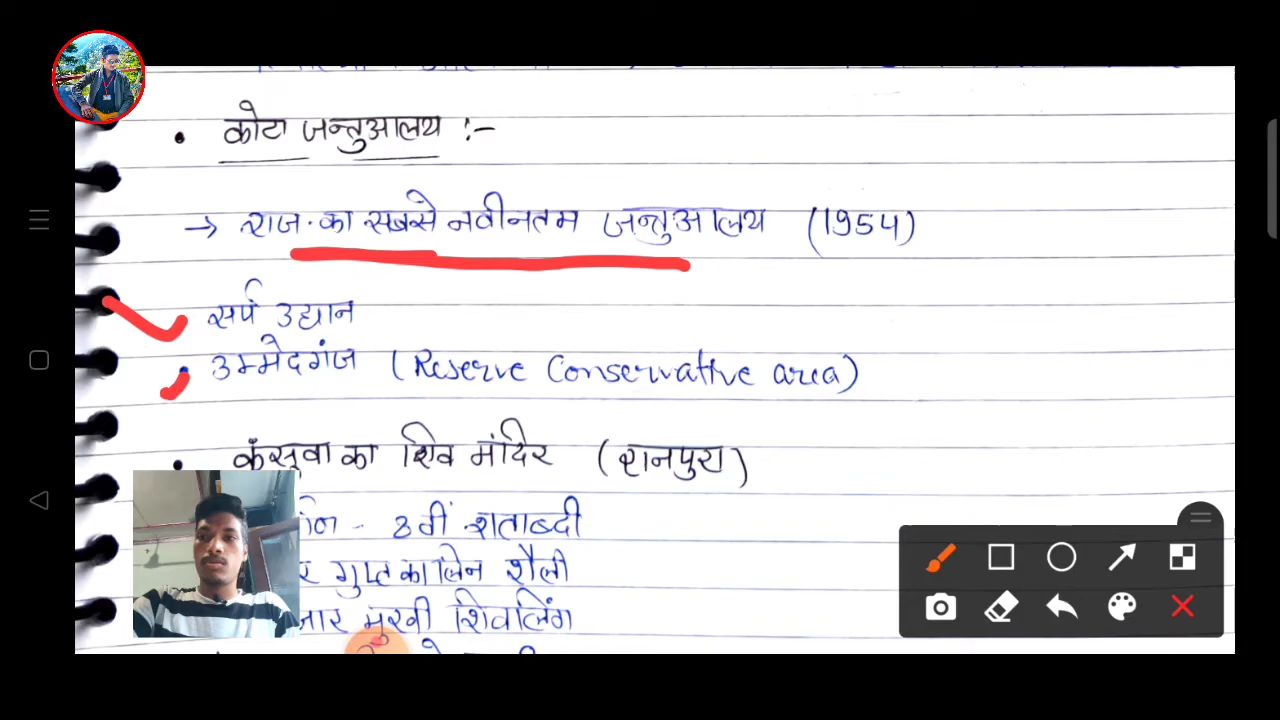 • कोटा जन्तुआलय :-
→ राज. का सबसे नवीनतम जन्तुआलय (1954)
सर्प उद्यान
• उम्मेदगंज (Reserve Conservative area)
• कंसूवा का शिव मंदिर (रानपुरा)
8वीं शताब्दी
गुप्तकालिन शैली
मुखी शिवलिंग